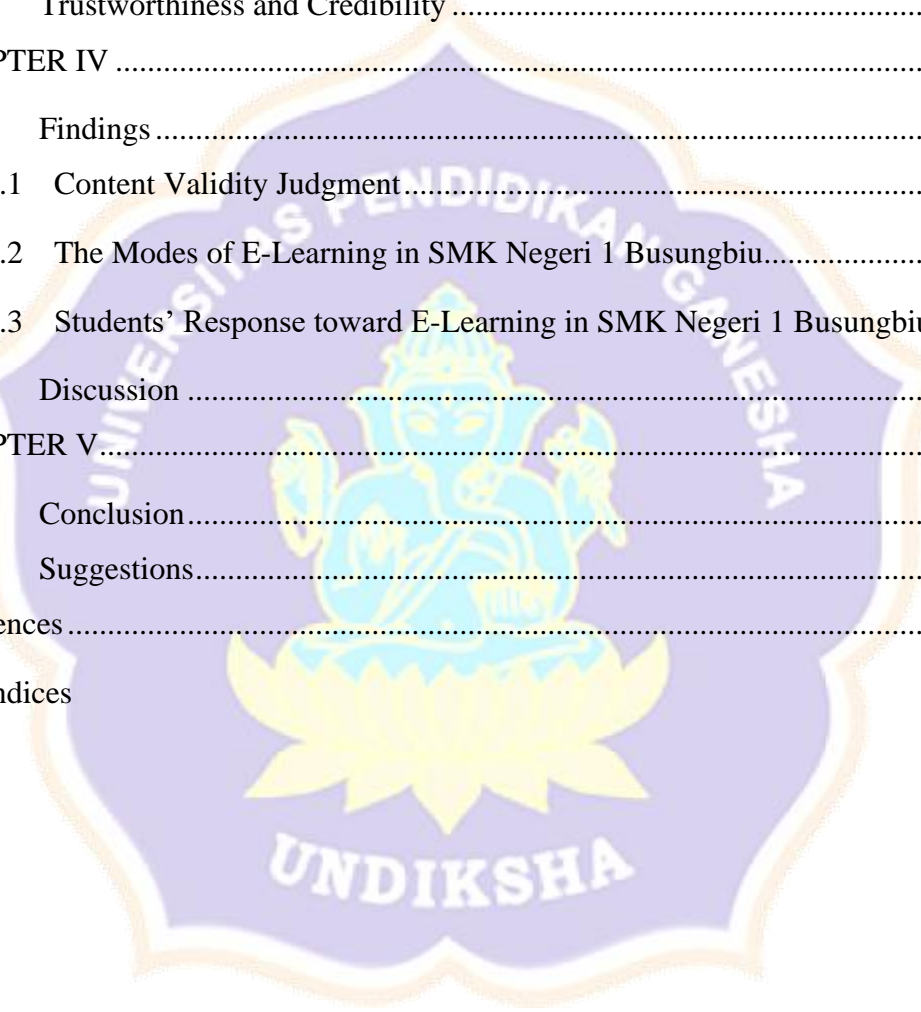 Trustworthiness and Credibility ..............................................................
PTER IV ..............................................................................................................
Findings ..........................................................................................................
.1 Content Validity Judgment .......................................................................
.2 The Modes of E-Learning in SMK Negeri 1 Busungbiu ......................
.3 Students’ Response toward E-Learning in SMK Negeri 1 Busungbiu
Discussion ....................................................................................................
PTER V ................................................................................................................
Conclusion ....................................................................................................
Suggestions ...................................................................................................
ences .....................................................................................................................
ndices
UNIVERSITAS PENDIDIKAN GANESHA
UNDIKSHA